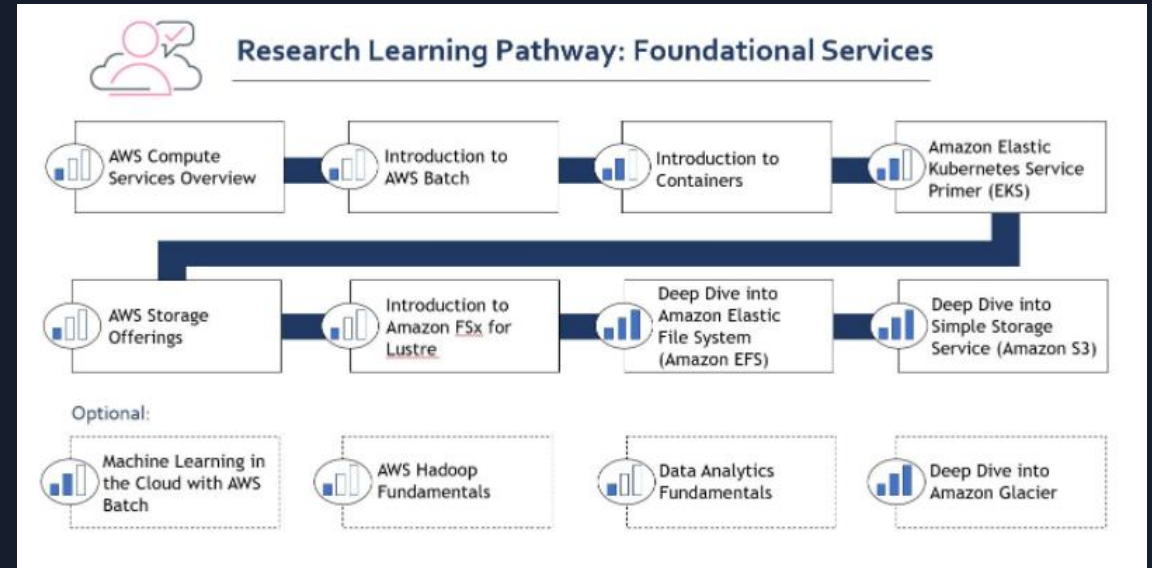 Research Learning Pathway: Foundational Services
AWS Compute
Services Overview
Introduction to
AWS Batch
Introduction to
Containers
Amazon Elastic
Kubernetes Service
Primer (EKS)
AWS Storage
Offerings
Introduction to
Amazon FSx for
Lustre
Deep Dive into
Amazon Elastic
File System
(Amazon EFS)
Deep Dive into
Simple Storage
Service (Amazon S3)
Optional:
Machine Learning in
the Cloud with AWS
Batch
AWS Hadoop
Fundamentals
Data Analytics
Fundamentals
Deep Dive into
Amazon Glacier